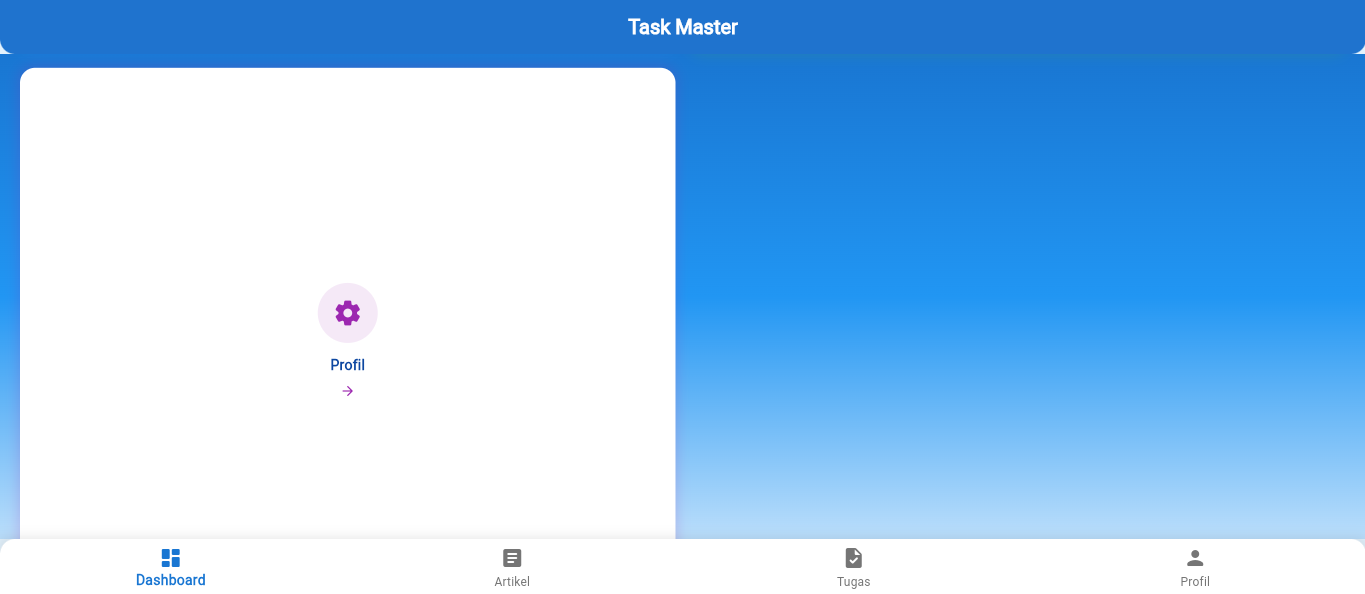 Task Master
Profil
Dashboard
Artikel
Tugas
Profil